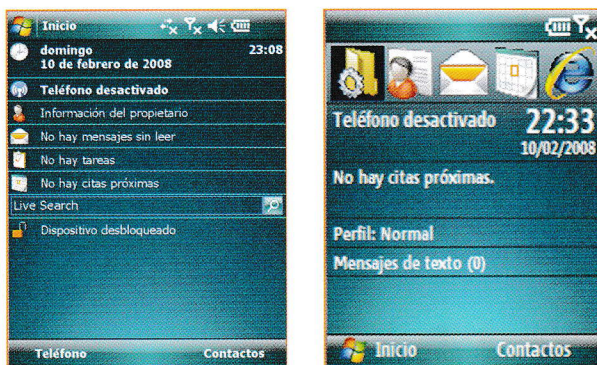 Inicio
domingo 23:08
10 de febrero de 2008
Teléfono desactivado
Información del propietario
No hay mensajes sin leer
No hay tareas
No hay citas próximas
Live Search
Dispositivo desbloqueado
Teléfono Contactos
Teléfono desactivado 22:33
10/02/2008
No hay citas próximas.
Perfil: Normal
Mensajes de texto (0)
Inicio Contactos